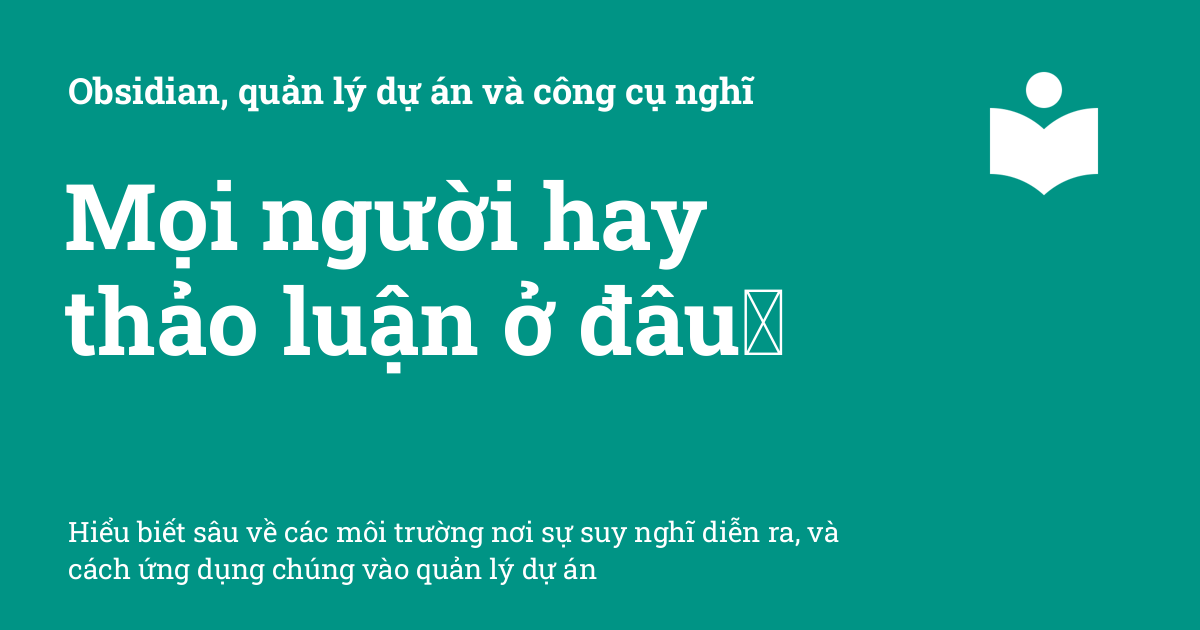 Obsidian, quản lý dự án và công cụ nghĩ
Mọi người hay
thảo luận ở đâu
Hiểu biết sâu về các môi trường nơi sự suy nghĩ diễn ra, và
cách ứng dụng chúng vào quản lý dự án